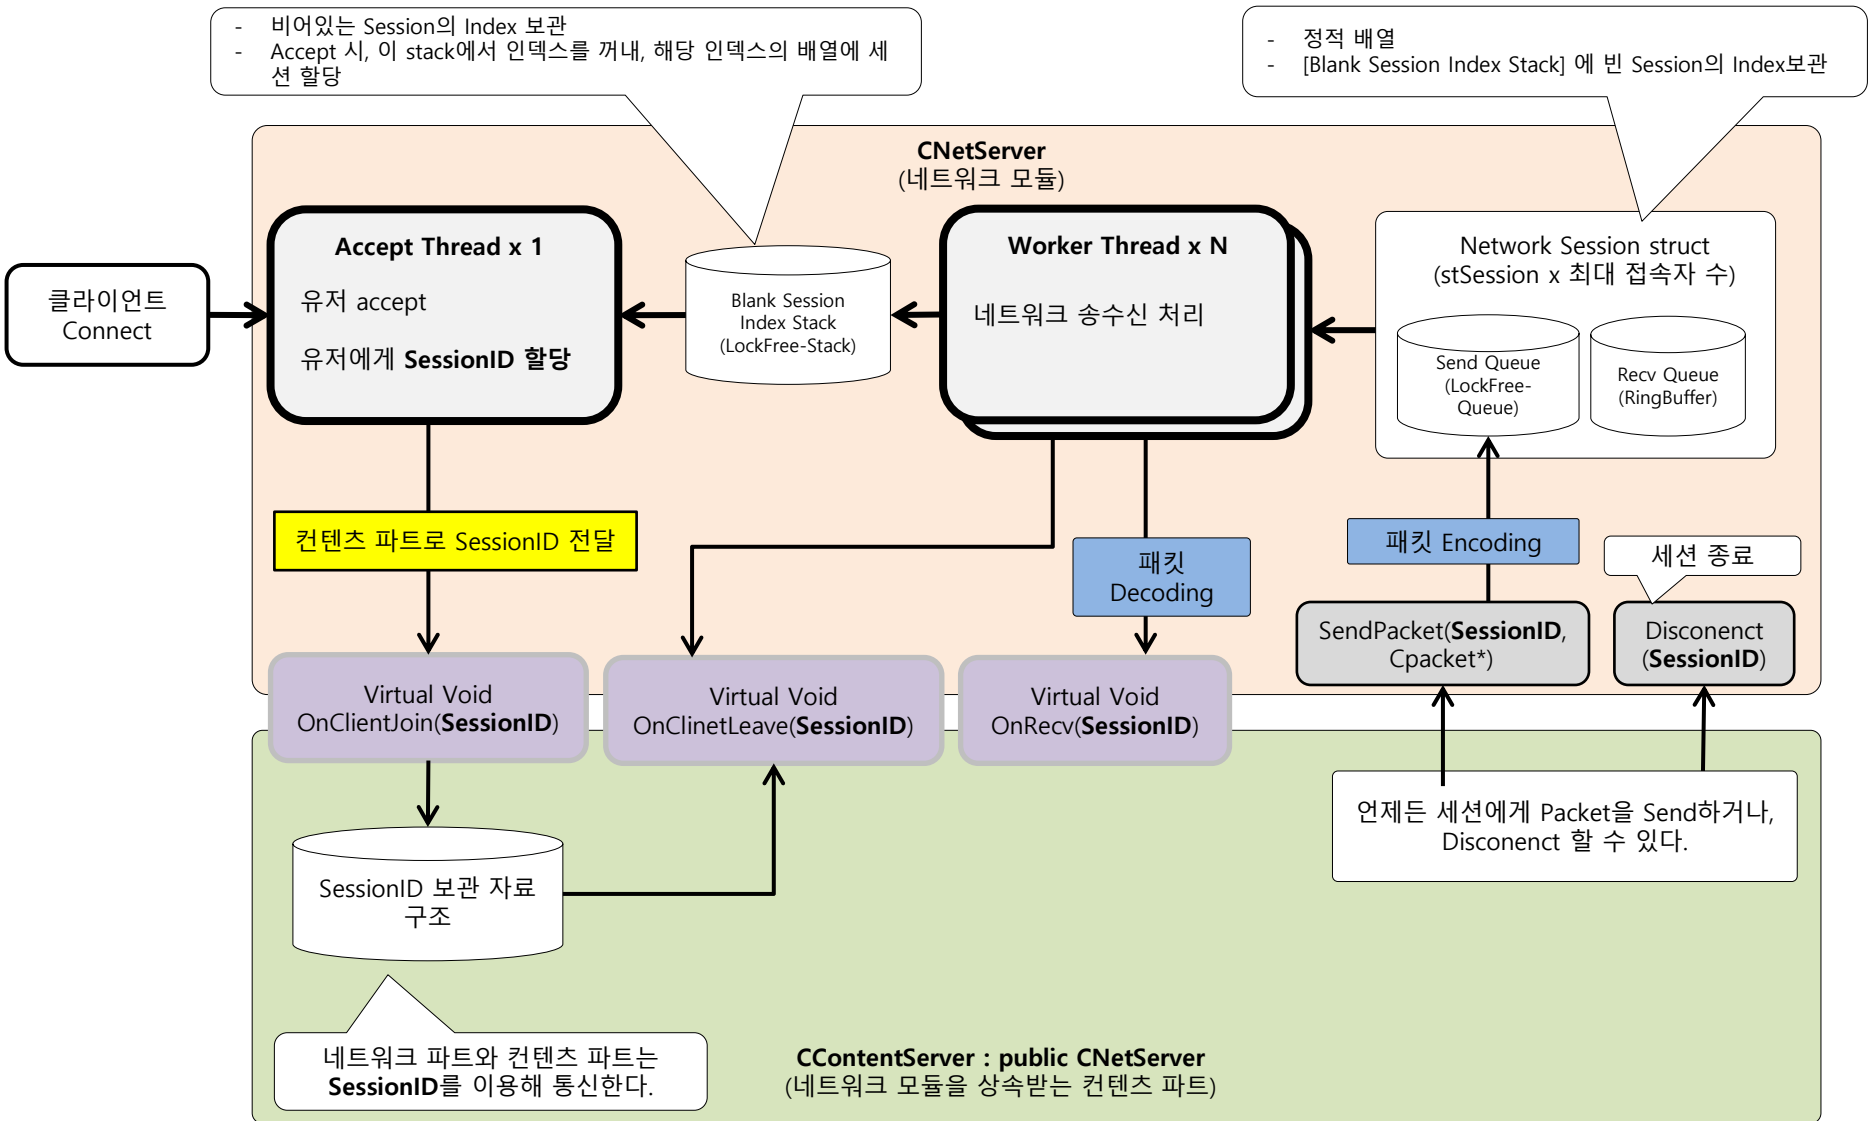 - 비어있는 Session의 Index 보관
- Accept 시, 이 stack에서 인덱스를 꺼내, 해당 인덱스의 배열에 세
션 할당
- 정적 배열
- [Blank Session Index Stack] 에 빈 Session의 Index보관
CNetServer
(네트워크 모듈)
클라이언트
Connect
Accept Thread x 1
유저 accept
유저에게 SessionID 할당
Blank Session
Index Stack
(LockFree-Stack)
Worker Thread x N
네트워크 송수신 처리
Network Session struct
(stSession x 최대 접속자 수)
Send Queue
(LockFree-
Queue)
Recv Queue
(RingBuffer)
컨텐츠 파트로 SessionID 전달
패킷
Decoding
패킷 Encoding
세션 종료
SendPacket(SessionID,
Cpacket*)
Disconenct
(SessionID)
Virtual Void
OnClientJoin(SessionID)
Virtual Void
OnClinetLeave(SessionID)
Virtual Void
OnRecv(SessionID)
언제든 세션에게 Packet을 Send하거나,
Disconenct 할 수 있다.
SessionID 보관 자료
구조
네트워크 파트와 컨텐츠 파트는
SessionID를 이용해 통신한다.
CContentServer : public CNetServer
(네트워크 모듈을 상속받는 컨텐츠 파트)